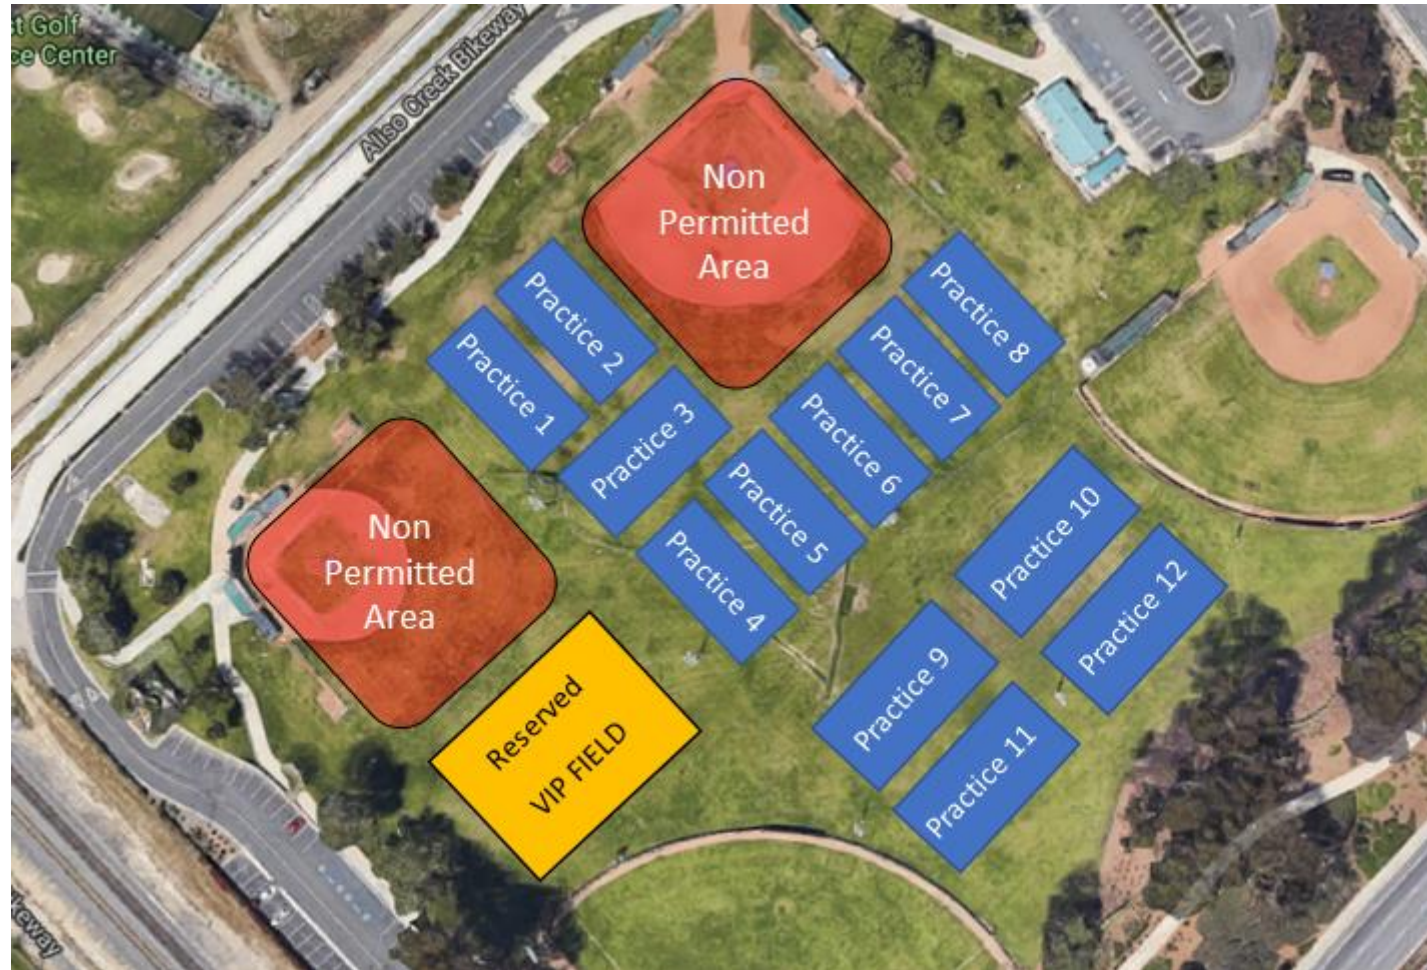 st Golf
ce Center
Aliso Creek Bikeway
Non
Permitted
Area
Practice 2
Practice 1
Practice 3
Practice 8
Practice 7
Practice 6
Practice 5
Practice 4
Non
Permitted
Area
Reserved
VIP FIELD
Practice 10
Practice 12
Practice 9
Practice 11
keway